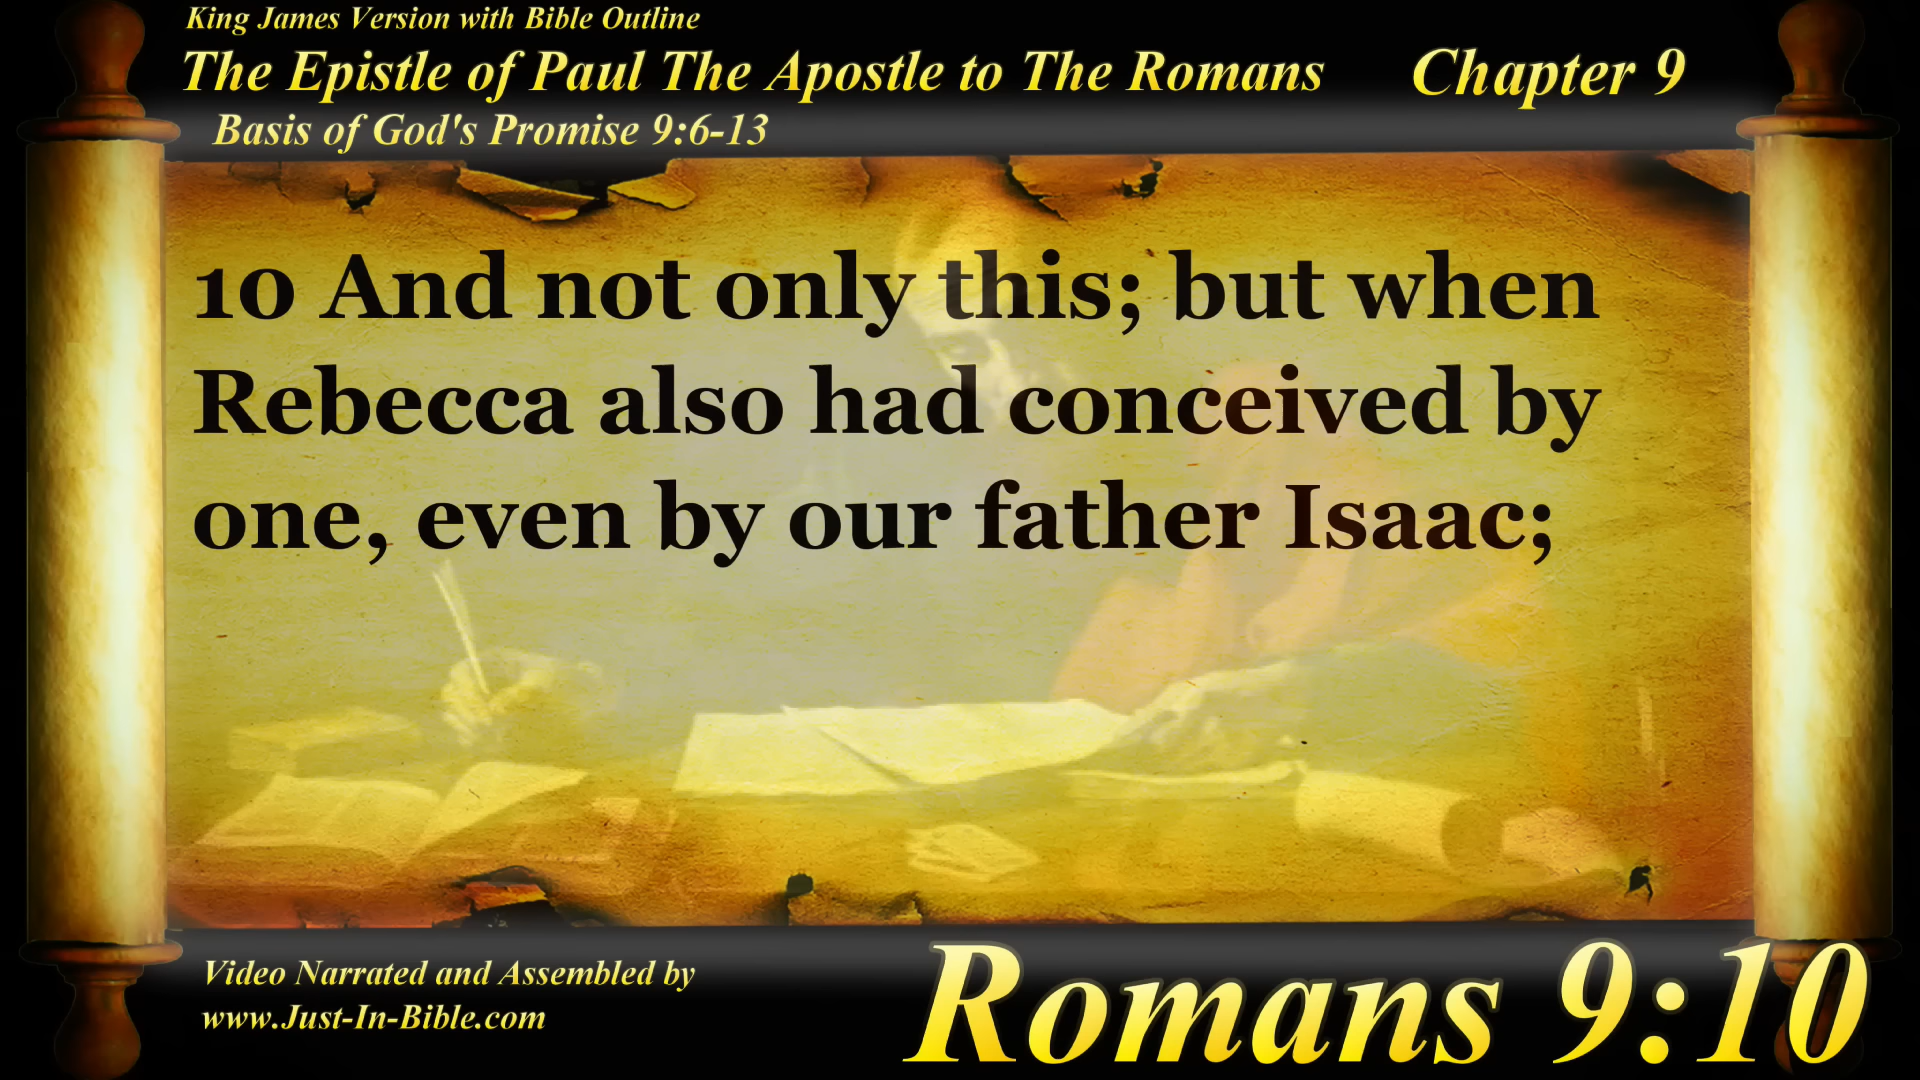 King James Version with Bible Outline
The Epistle of Paul The Apostle to The Romans Chapter 9
Basis of God's Promise 9:6-13
10 And not only this; but when
Rebecca also had conceived by
one, even by our father Isaac;
Video Narrated and Assembled by
www.Just-In-Bible.com
Romans 9:10